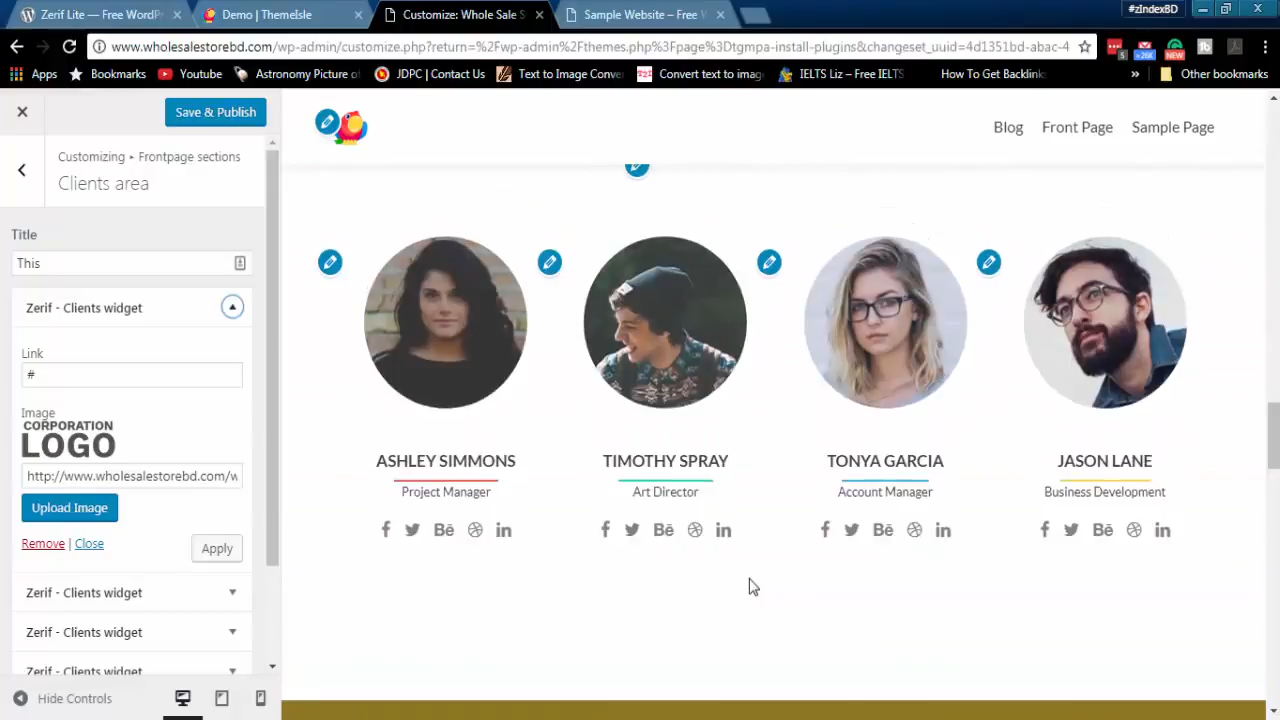 Zerif Lite – Free WordPr
Demo | ThemeIsle
Customize: Whole Sale S
Sample Website – Free W
#zIndexBD
www.wholesalestorebd.com/wp-admin/customize.php?return=%2Fwp-admin%2Fthemes.php%3Fpage%3Dtgmpa-install-plugins&changeset_uuid=4d1351bd-abac-4
5
+26K
NEW
Apps
Bookmarks
Youtube
Astronomy Picture of
JDPC | Contact Us
Text to Image Conve
T2I
Convert text to imag
IELTS Liz – Free IELTS
How To Get Backlink
»
Other bookmarks
Save & Publish
Customizing ▸ Frontpage sections
Clients area
Title
This
Zerif - Clients widget
Link
#
Image
CORPORATION
LOGO
http://www.wholesalestorebd.com/w
Upload Image
Remove | Close
Apply
Zerif - Clients widget
Zerif - Clients widget
Zerif - Clients widget
Hide Controls
Blog Front Page Sample Page
ASHLEY SIMMONS
Project Manager
TIMOTHY SPRAY
Art Director
TONYA GARCIA
Account Manager
JASON LANE
Business Development